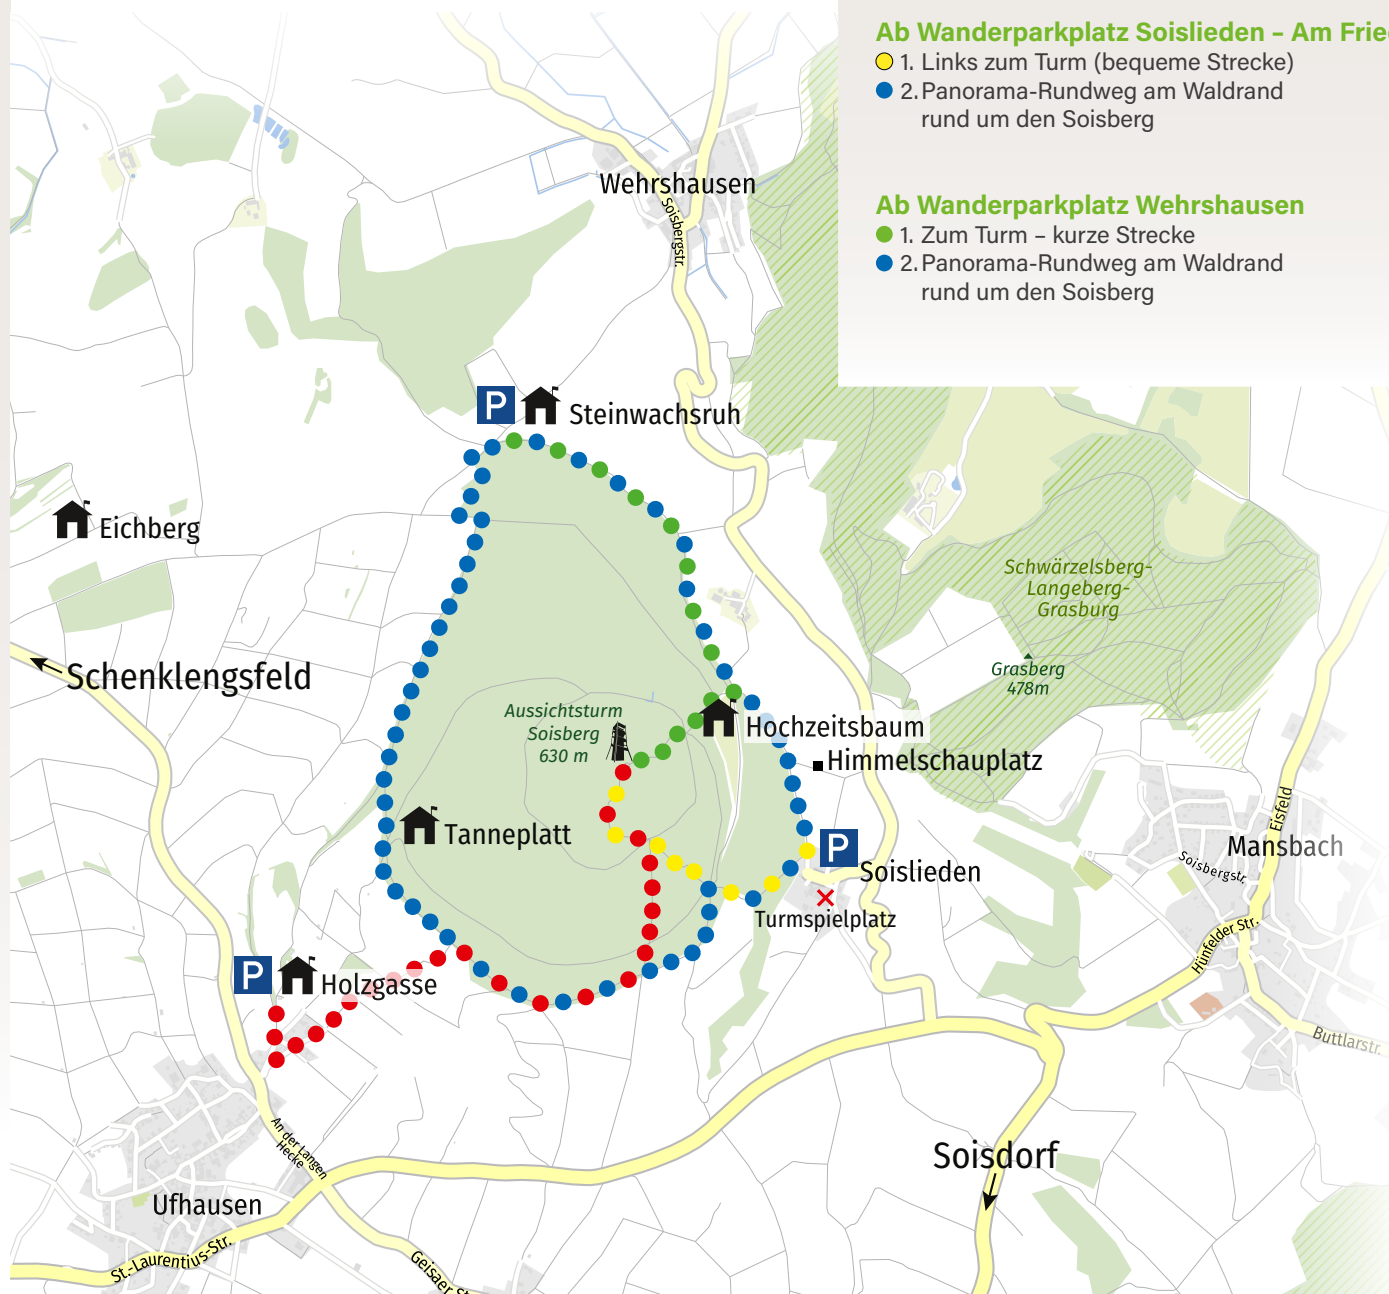 Ab Wanderparkplatz Soislieden – Am Frie
1. Links zum Turm (bequeme Strecke)
2. Panorama-Rundweg am Waldrand
rund um den Soisberg
Ab Wanderparkplatz Wehrshausen
1. Zum Turm – kurze Strecke
2. Panorama-Rundweg am Waldrand
rund um den Soisberg
Wehrshausen
Soisbergstr.
P
Steinwachsruh
Eichberg
Schwärzelsberg-
Langeberg-
Grasburg
Grasberg
478m
Schenklengsfeld
Aussichtsturm
Soisberg
630 m
Hochzeitsbaum
Himmelschauplatz
Tanneplatt
P
Soislieden
Turmspielplatz
Eisfeld
Mansbach
Soisbergstr.
Hünfelder Str.
Buttlarstr.
P
Holzgasse
An der Langen
Hecke
Soisdorf
Ufhausen
St.-Laurentius-Str.
Geisaer St